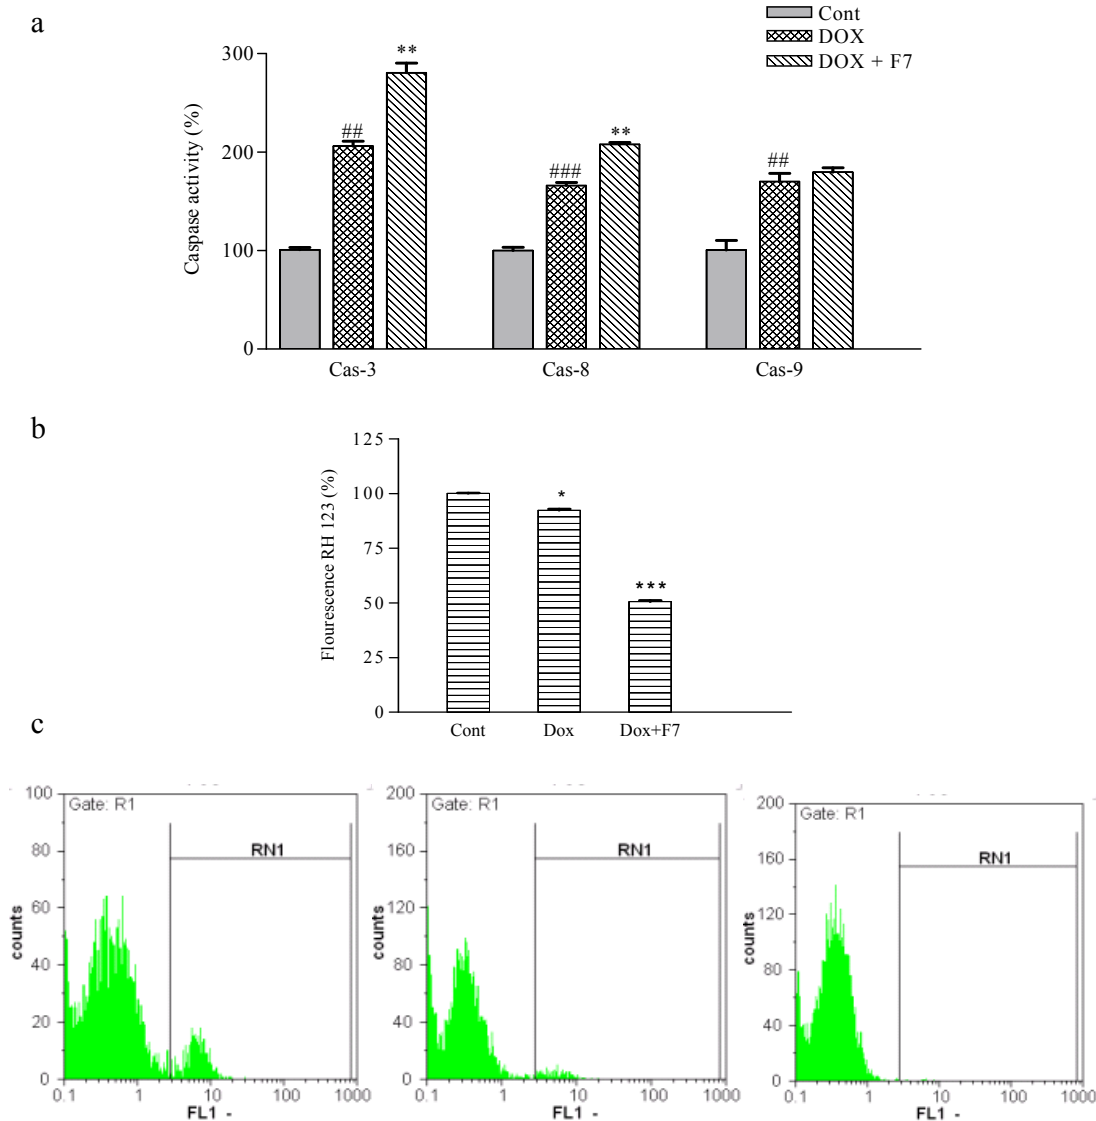 a
Cont
DOX
DOX + F7
Caspase activity (%)
300
200
100
0
**
##
**
###
##
Cas-3 Cas-8 Cas-9
b
Flourescence RH 123 (%)
125
100
75
50
25
0
*
***
Cont Dox Dox+F7
c
Gate: R1
RN1
counts
100
80
60
40
20
0
0.1 1 10 100 1000
FL1 -
Gate: R1
RN1
counts
200
160
120
80
40
0
0.1 1 10 100 1000
FL1 -
Gate: R1
RN1
counts
200
160
120
80
40
0
0.1 1 10 100 1000
FL1 -